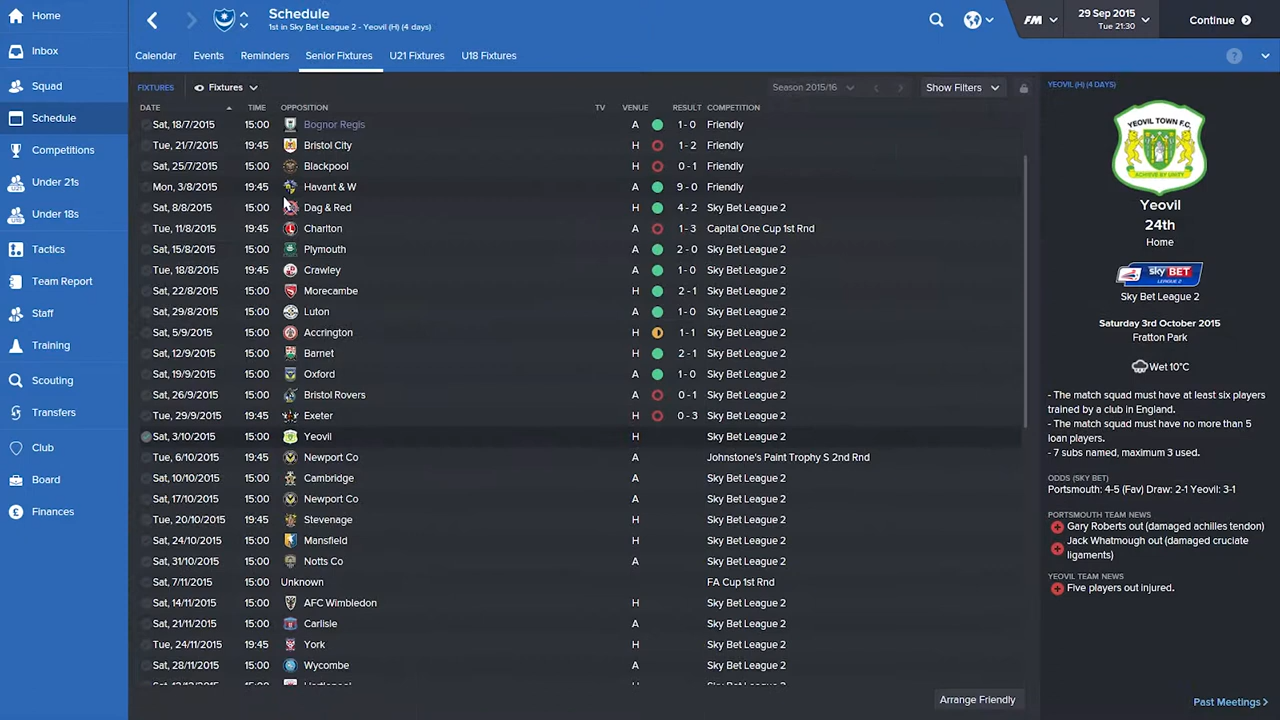 Home
Inbox
Squad
Schedule
Competitions
Under 21s
Under 18s
Tactics
Team Report
Staff
Training
Scouting
Transfers
Club
Board
Finances
Schedule
1st in Sky Bet League 2 - Yeovil (H) (4 days)
FM
29 Sep 2015
Tue 21:30
Continue
Calendar Events Reminders Senior Fixtures U21 Fixtures U18 Fixtures
?
FIXTURES Fixtures Season 2015/16 Show Filters
DATE TIME OPPOSITION TV VENUE RESULT COMPETITION
Sat, 18/7/2015 15:00 Bognor Regis A 1 - 0 Friendly
Tue, 21/7/2015 19:45 Bristol City H 1 - 2 Friendly
Sat, 25/7/2015 15:00 Blackpool H 0 - 1 Friendly
Mon, 3/8/2015 19:45 Havant & W A 9 - 0 Friendly
Sat, 8/8/2015 15:00 Dag & Red H 4 - 2 Sky Bet League 2
Tue, 11/8/2015 19:45 Charlton A 1 - 3 Capital One Cup 1st Rnd
Sat, 15/8/2015 15:00 Plymouth A 2 - 0 Sky Bet League 2
Tue, 18/8/2015 19:45 Crawley A 1 - 0 Sky Bet League 2
Sat, 22/8/2015 15:00 Morecambe H 2 - 1 Sky Bet League 2
Sat, 29/8/2015 15:00 Luton A 1 - 0 Sky Bet League 2
Sat, 5/9/2015 15:00 Accrington H 1 - 1 Sky Bet League 2
Sat, 12/9/2015 15:00 Barnet H 2 - 1 Sky Bet League 2
Sat, 19/9/2015 15:00 Oxford A 1 - 0 Sky Bet League 2
Sat, 26/9/2015 15:00 Bristol Rovers A 0 - 1 Sky Bet League 2
Tue, 29/9/2015 19:45 Exeter H 0 - 3 Sky Bet League 2
Sat, 3/10/2015 15:00 Yeovil H Sky Bet League 2
Tue, 6/10/2015 19:45 Newport Co A Johnstone's Paint Trophy S 2nd Rnd
Sat, 10/10/2015 15:00 Cambridge A Sky Bet League 2
Sat, 17/10/2015 15:00 Newport Co A Sky Bet League 2
Tue, 20/10/2015 19:45 Stevenage H Sky Bet League 2
Sat, 24/10/2015 15:00 Mansfield H Sky Bet League 2
Sat, 31/10/2015 15:00 Notts Co A Sky Bet League 2
Sat, 7/11/2015 15:00 Unknown FA Cup 1st Rnd
Sat, 14/11/2015 15:00 AFC Wimbledon H Sky Bet League 2
Sat, 21/11/2015 15:00 Carlisle A Sky Bet League 2
Tue, 24/11/2015 19:45 York H Sky Bet League 2
Sat, 28/11/2015 15:00 Wycombe A Sky Bet League 2
Arrange Friendly
YEOVIL (H) (4 DAYS)
YEOVIL TOWN F.C.
ACHIEVE BY UNITY
Yeovil
24th
Home
sky BET
LEAGUE 2
Sky Bet League 2
Saturday 3rd October 2015
Fratton Park
Wet 10°C
- The match squad must have at least six players
trained by a club in England.
- The match squad must have no more than 5
loan players.
- 7 subs named, maximum 3 used.
ODDS (SKY BET)
Portsmouth: 4-5 (Fav) Draw: 2-1 Yeovil: 3-1
PORTSMOUTH TEAM NEWS
Gary Roberts out (damaged achilles tendon)
Jack Whatmough out (damaged cruciate
ligaments)
YEOVIL TEAM NEWS
Five players out injured.
Past Meetings >